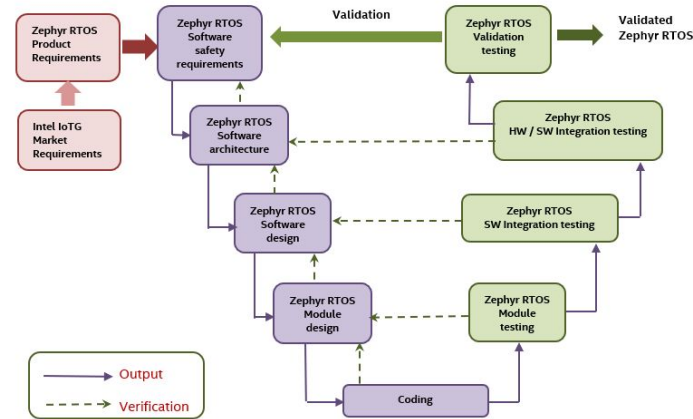 Zephyr RTOS
Product
Requirements
Intel IoTG
Market
Requirements
Zephyr RTOS
Software
safety
requirements
Validation
Zephyr RTOS
Validation
testing
Validated
Zephyr RTOS
Zephyr RTOS
Software
architecture
Zephyr RTOS
HW / SW Integration testing
Zephyr RTOS
Software
design
Zephyr RTOS
SW Integration testing
Zephyr RTOS
Module
design
Zephyr RTOS
Module
testing
Coding
Output
Verification